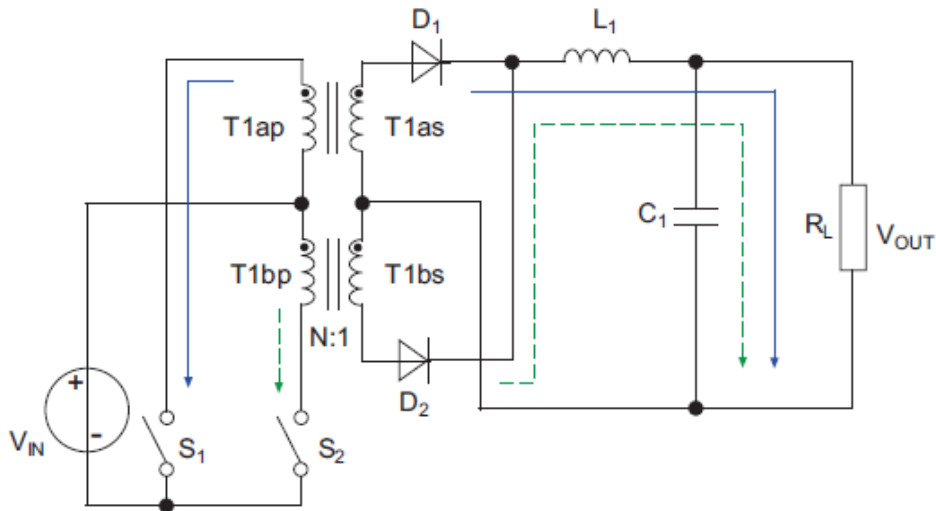 D1
L1
T1ap
T1as
C1
RL
VOUT
T1bp
T1bs
N:1
D2
+
-
VIN
S1
S2